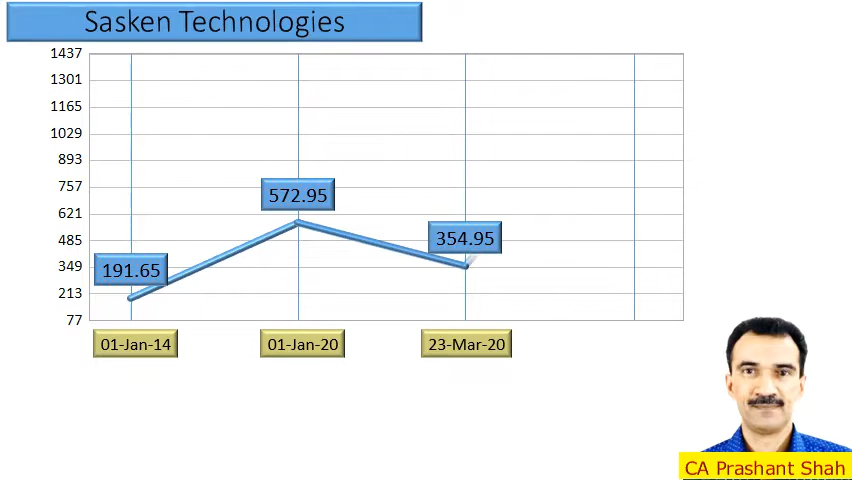 Sasken Technologies
1437
1301
1165
1029
893
757
621
485
349
213
77
572.95
354.95
191.65
01-Jan-14
01-Jan-20
23-Mar-20
CA Prashant Shah